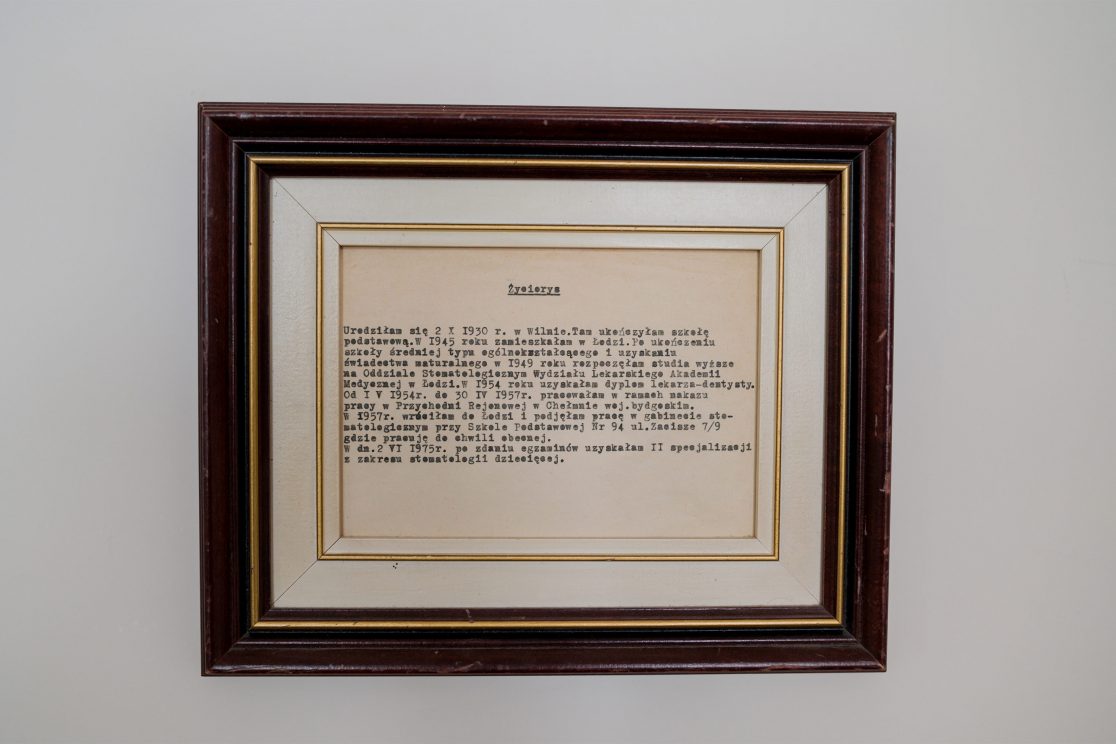 Życiorys
Urodziłam się 2 X 1930 r. w Wilnie.Tam ukończyłam szkołę
podstawową.W 1945 roku zamieszkałam w Łodzi.Po ukończeniu
szkoły średniej typu ogólnokształcącego i uzyskaniu
świadectwa maturalnego w 1949 roku rozpoczęłam studia wyższe
na Oddziale Stomatologicznym Wydziału Lekarskiego Akademii
Medycznej w Łodzi.W 1954 roku uzyskałam dyplom lekarza-dentysty.
Od I V 1954r. do 30 IV 1957r. pracowałam w ramach nakazu
pracy w Przychodni Rejonowej w Chełmnie woj.bydgoskim.
W 1957r. wróciłam do Łodzi i podjęłam pracę w gabinecie sto-
matologicznym przy Szkole Podstawowej Nr 94 ul.Zacisze 7/9
gdzie pracuję do chwili obecnej.
W dn.2 VI 1975r. po zdaniu egzaminów uzyskałam II specjalizacji
z zakresu stomatologii dziecięcej.